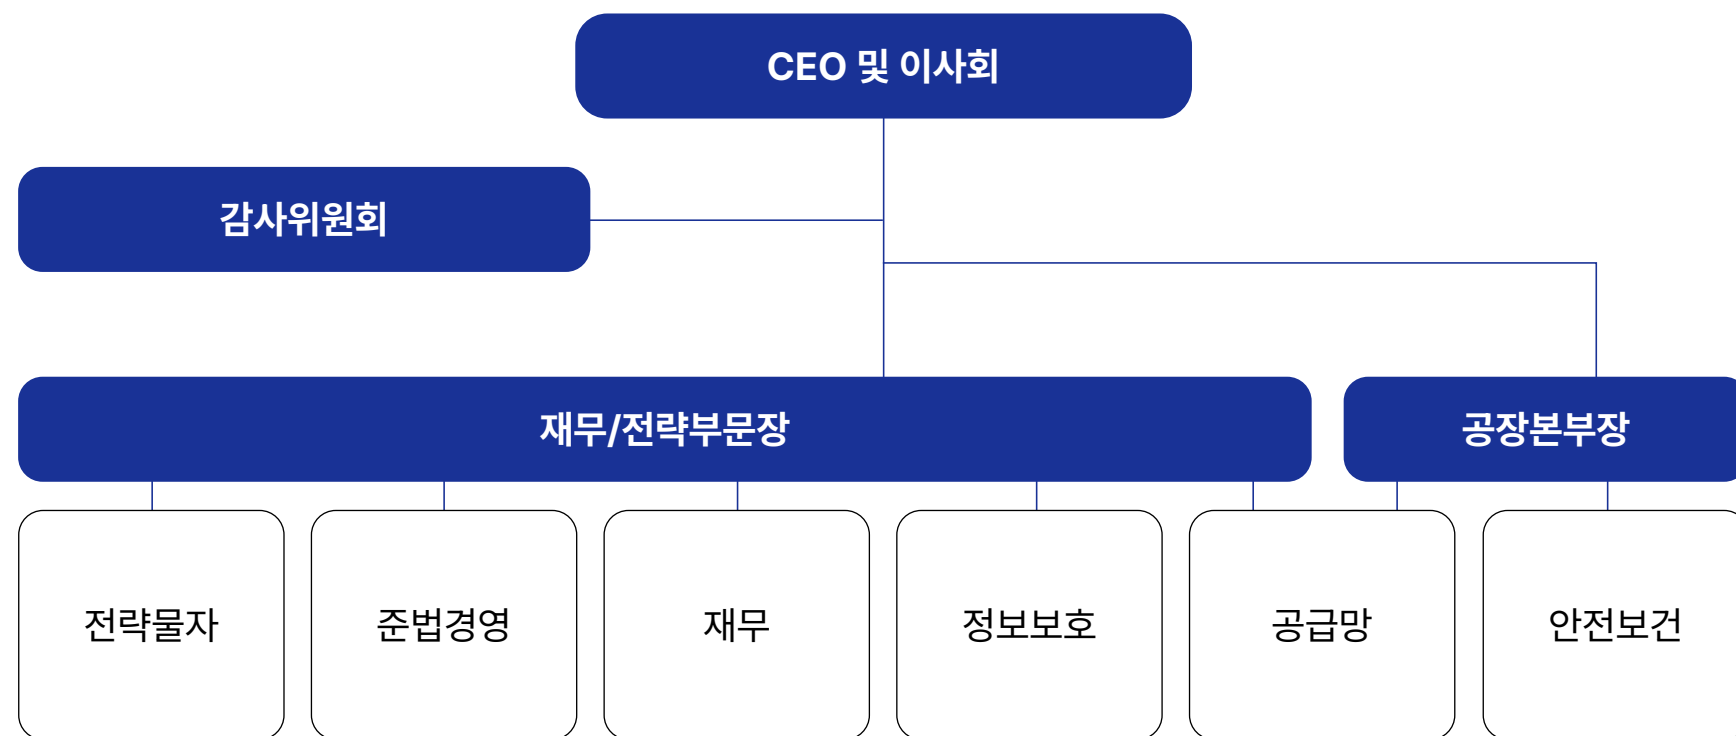 CEO 및 이사회
감사위원회
재무/전략부문장
공장본부장
전략물자
준법경영
재무
정보보호
공급망
안전보건